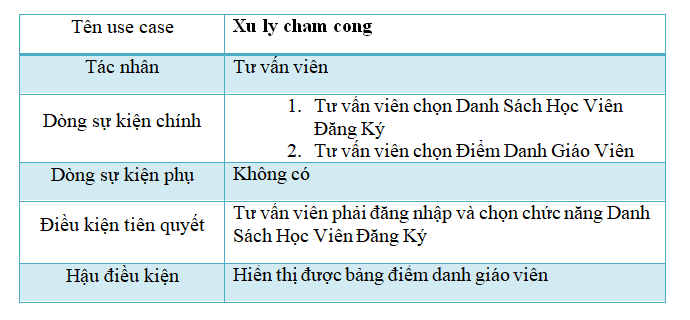 Tên use case
Xu ly cham cong
Tác nhân
Tư vấn viên
Dòng sự kiện chính
1. Tư vấn viên chọn Danh Sách Học Viên
Đăng Ký
2. Tư vấn viên chọn Điểm Danh Giáo Viên
Dòng sự kiện phụ
Không có
Điều kiện tiên quyết
Tư vấn viên phải đăng nhập và chọn chức năng Danh
Sách Học Viên Đăng Ký
Hậu điều kiện
Hiển thị được bảng điểm danh giáo viên